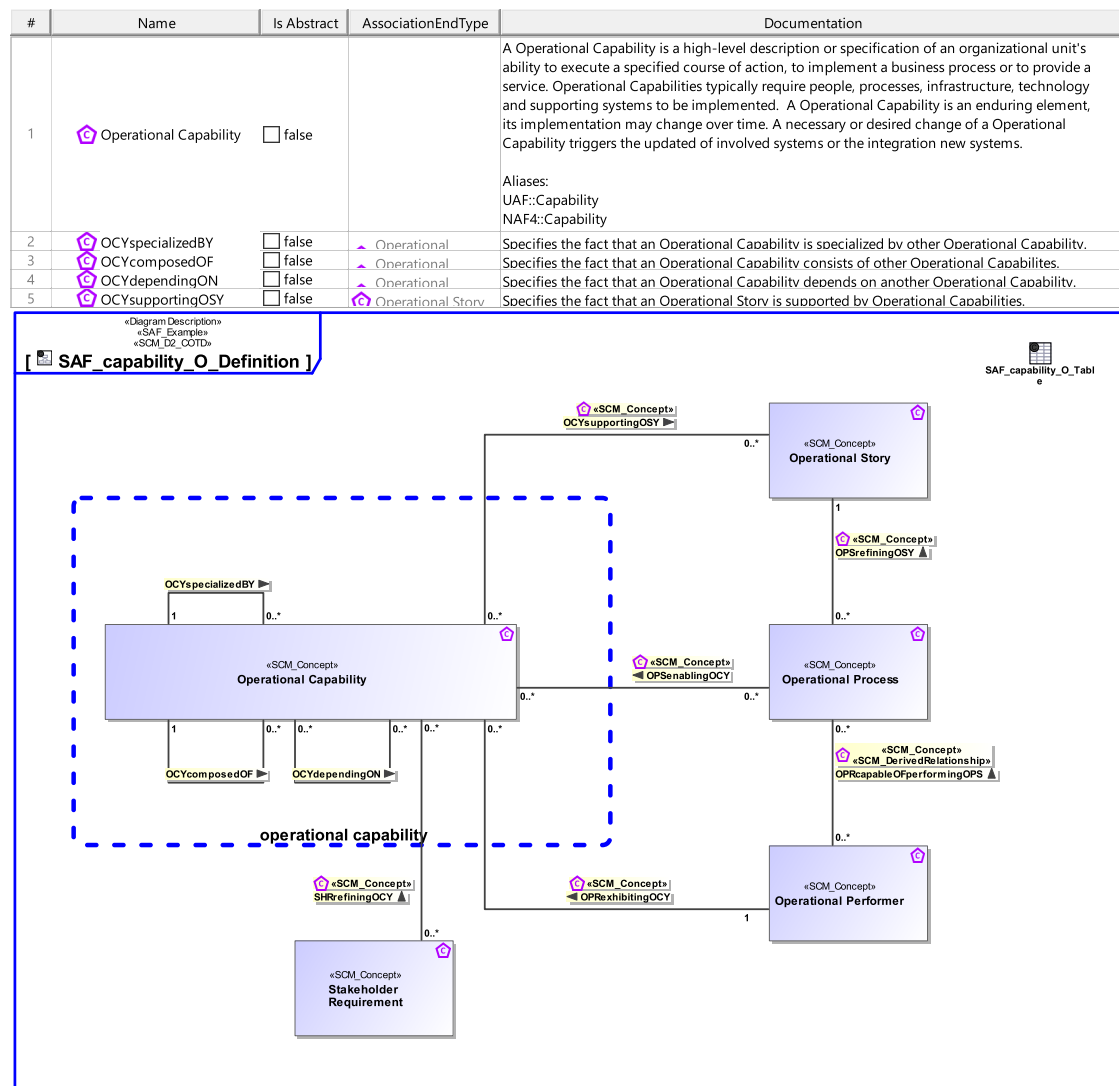 # Name Is Abstract AssociationEndType Documentation
A Operational Capability is a high-level description or specification of an organizational unit's
ability to execute a specified course of action, to implement a business process or to provide a
service. Operational Capabilities typically require people, processes, infrastructure, technology
and supporting systems to be implemented.  A Operational Capability is an enduring element,
1 C Operational Capability false its implementation may change over time. A necessary or desired change of a Operational
Capability triggers the updated of involved systems or the integration new systems.
Aliases:
UAF::Capability
NAF4::Capability
2 C OCYspecializedBY false Operational Specifies the fact that an Operational Capability is specialized by other Operational Capability.
3 C OCYcomposedOF false Operational Specifies the fact that an Operational Capability consists of other Operational Capabilites.
4 C OCYdependingON false Operational Specifies the fact that an Operational Capability depends on another Operational Capability.
5 C OCYsupportingOSY false C Operational Story Specifies the fact that an Operational Story is supported by Operational Capabilities.
«Diagram Description»
«SAF_Example»
«SCM_D2_COTD»
[ SAF_capability_O_Definition ]
SAF_capability_O_Tabl
e
C «SCM_Concept»
OCYsupportingOSY
0..*
C
«SCM_Concept»
Operational Story
1
C «SCM_Concept»
OPSrefiningOSY
OCYspecializedBY
1 0..* 0..* 0..*
C
«SCM_Concept»
Operational Capability
C «SCM_Concept»
OPSenablingOCY
0..* 0..*
C
«SCM_Concept»
Operational Process
1 0..* 0..* 0..* 0..* 0..* 0..*
OCYcomposedOF OCYdependingON
C «SCM_Concept»
«SCM_DerivedRelationship»
OPRcapableOFperformingOPS
operational capability
0..*
C
«SCM_Concept»
Operational Performer
C «SCM_Concept»
SHRrefiningOCY
C «SCM_Concept»
OPRexhibitingOCY
1
0..*
C
«SCM_Concept»
Stakeholder
Requirement